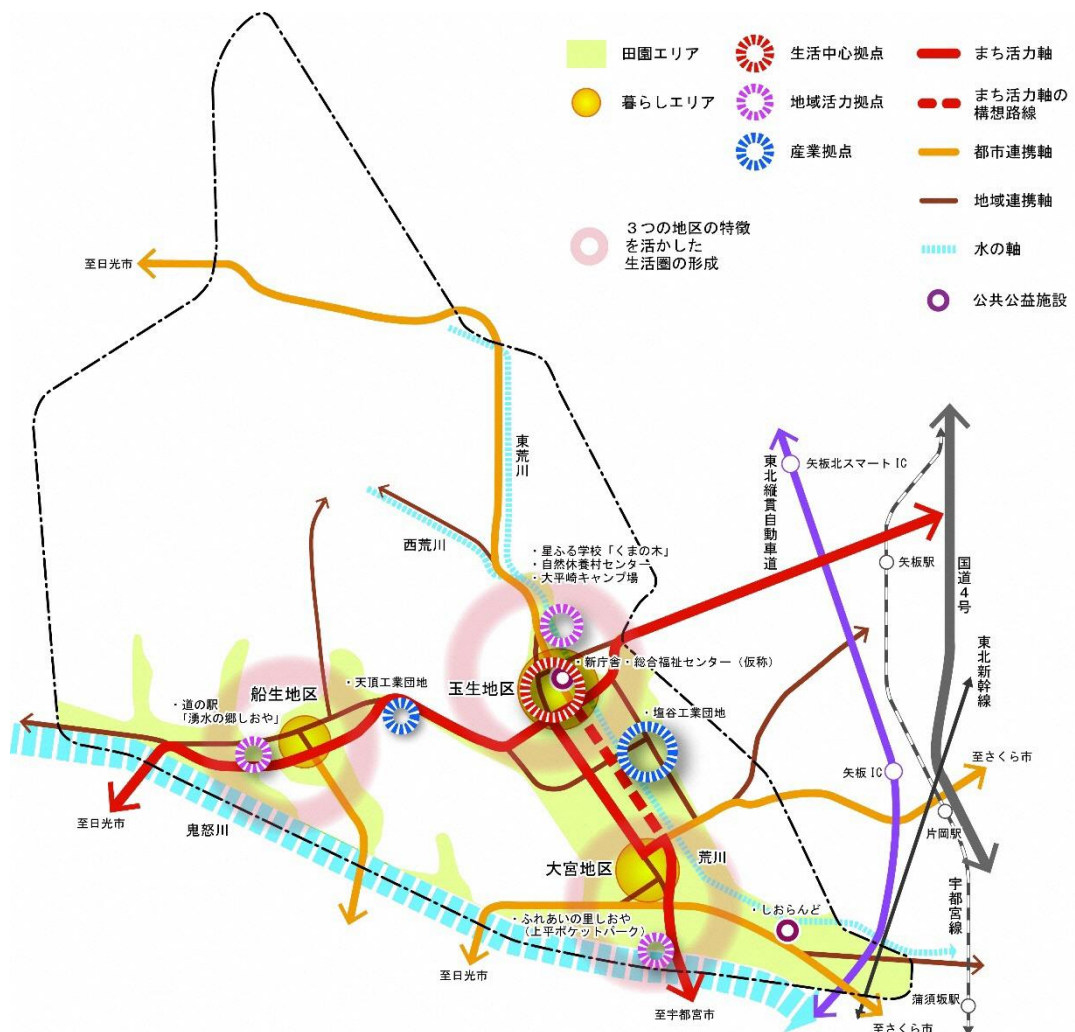 田園エリア
暮らしエリア
生活中心拠点
地域活力拠点
産業拠点
まち活力軸
まち活力軸の
構想路線
都市連携軸
地域連携軸
水の軸
公共公益施設
３つの地区の特徴
を活かした
生活圏の形成
至日光市
東荒川
西荒川
・星ふる学校「くまの木」
・自然休養村センター
・大平崎キャンプ場
東北縦貫自動車道
矢板北スマートIC
矢板駅
国道４号
東北新幹線
・新庁舎・総合福祉センター（仮称）
玉生地区
船生地区
・天頂工業団地
・道の駅
「湧水の郷しおや」
・塩谷工業団地
矢板IC
至さくら市
片岡駅
至日光市
鬼怒川
大宮地区
荒川
宇都宮線
・しおらんど
・ふれあいの里しおや
（上平ポケットパーク）
至日光市
至宇都宮市
蒲須坂駅
至さくら市